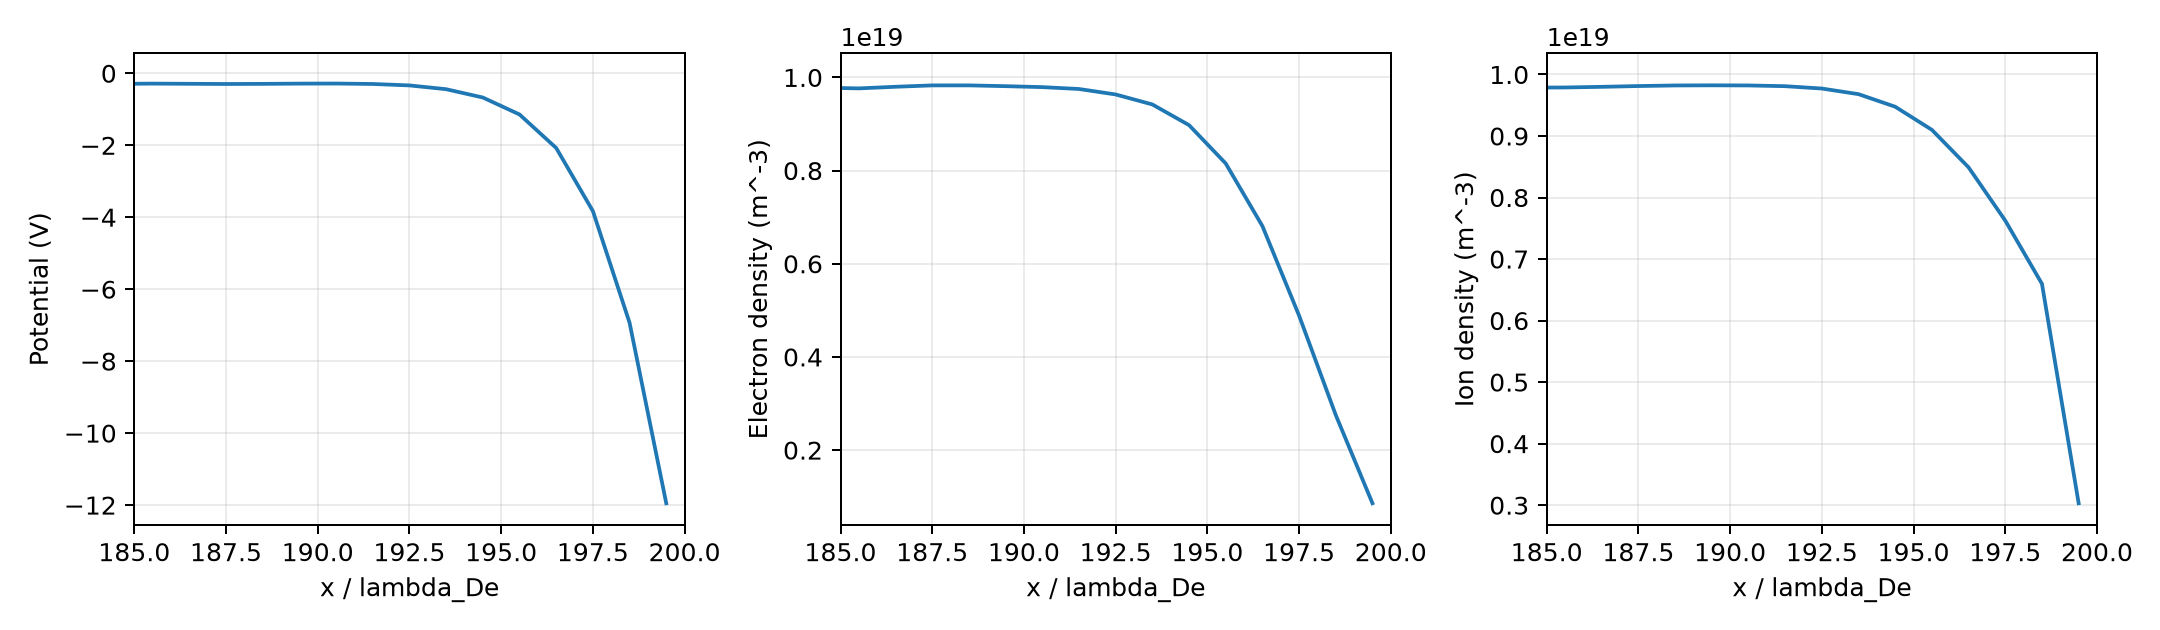 Potential (V)
0
−2
−4
−6
−8
−10
−12
185.0 187.5 190.0 192.5 195.0 197.5 200.0
x / lambda_De
1e19
Electron density (m^-3)
1.0
0.8
0.6
0.4
0.2
185.0 187.5 190.0 192.5 195.0 197.5 200.0
x / lambda_De
1e19
Ion density (m^-3)
1.0
0.9
0.8
0.7
0.6
0.5
0.4
0.3
185.0 187.5 190.0 192.5 195.0 197.5 200.0
x / lambda_De